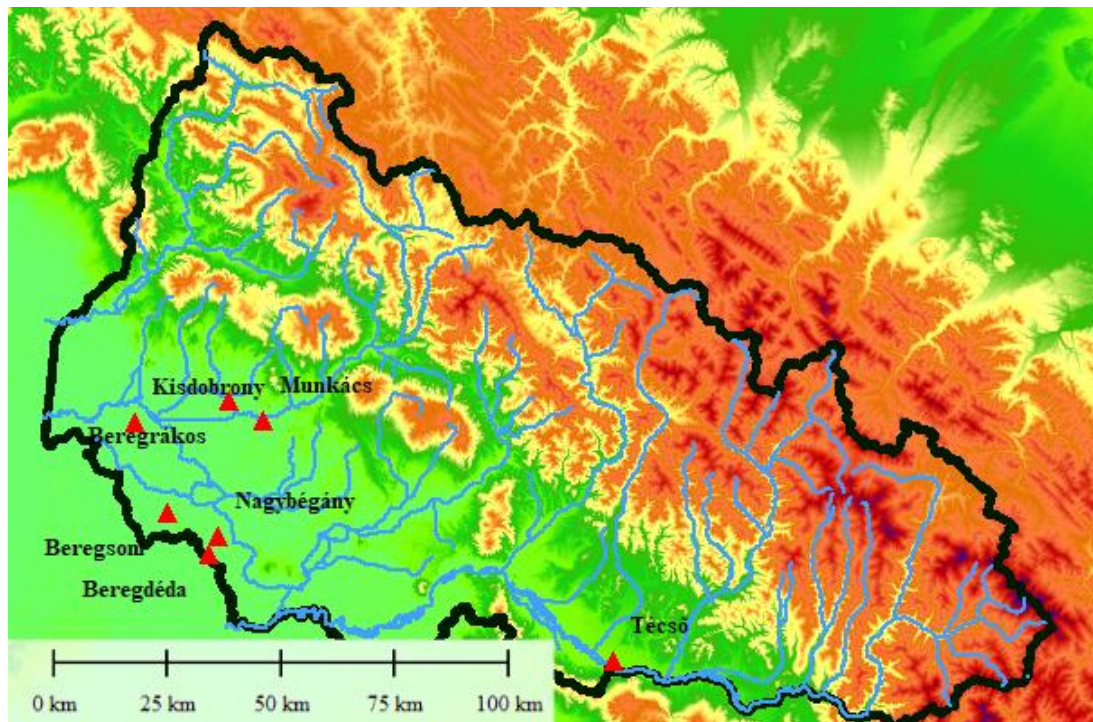 Kisdobrony
Munkács
Beregrákos
Nagybégány
Beregsom
Beregdéda
Técső
0 km
25 km
50 km
75 km
100 km